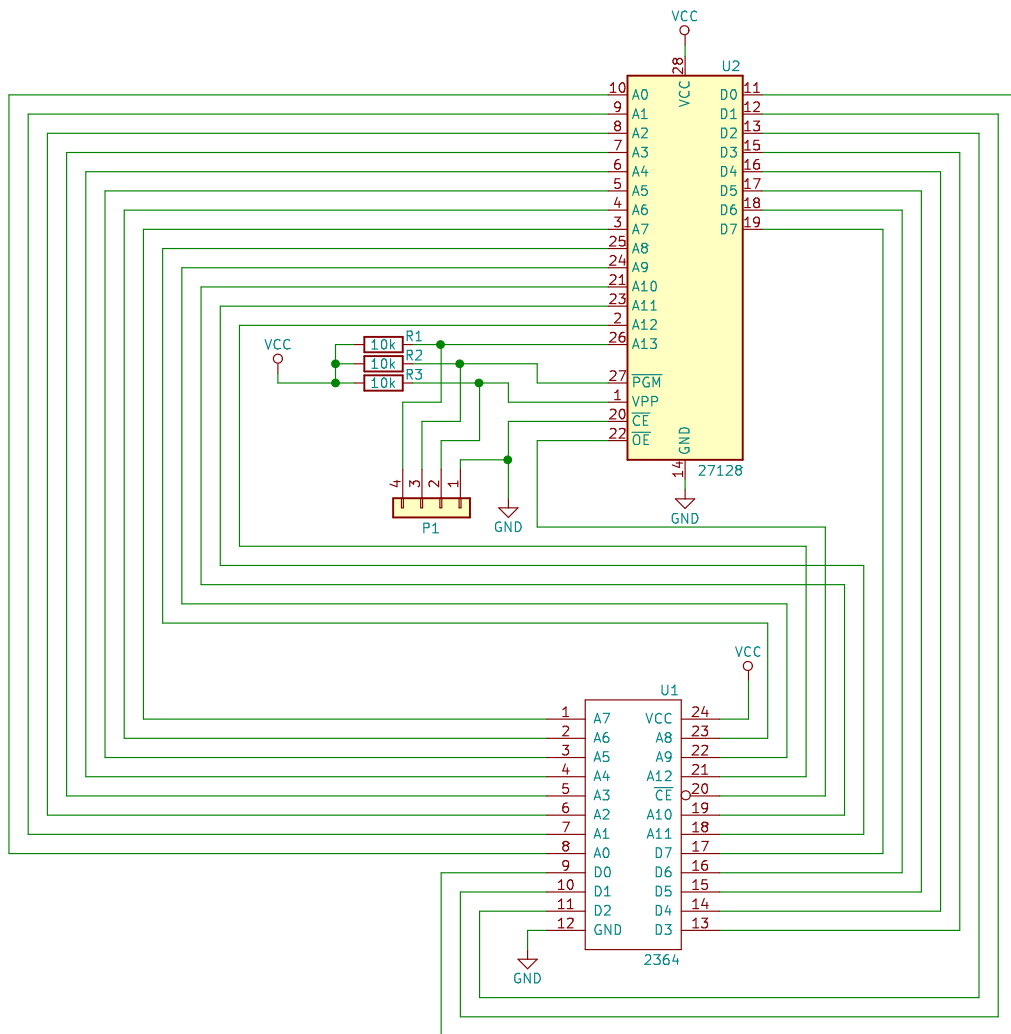 VCC
28
U2
10 A0 VCC D0 11
9 A1 D1 12
8 A2 D2 13
7 A3 D3 15
6 A4 D4 16
5 A5 D5 17
4 A6 D6 18
3 A7 D7 19
25 A8
24 A9
21 A10
23 A11
2 A12
26 A13
VCC
10k R1
10k R2
10k R3
27 PGM
1 VPP
20 CE
22 OE
GND
14
27128
GND
4 3 2 1
P1
GND
VCC
U1
1 A7 VCC 24
2 A6 A8 23
3 A5 A9 22
4 A4 A12 21
5 A3 CE 20
6 A2 A10 19
7 A1 A11 18
8 A0 D7 17
9 D0 D6 16
10 D1 D5 15
11 D2 D4 14
12 GND D3 13
2364
GND